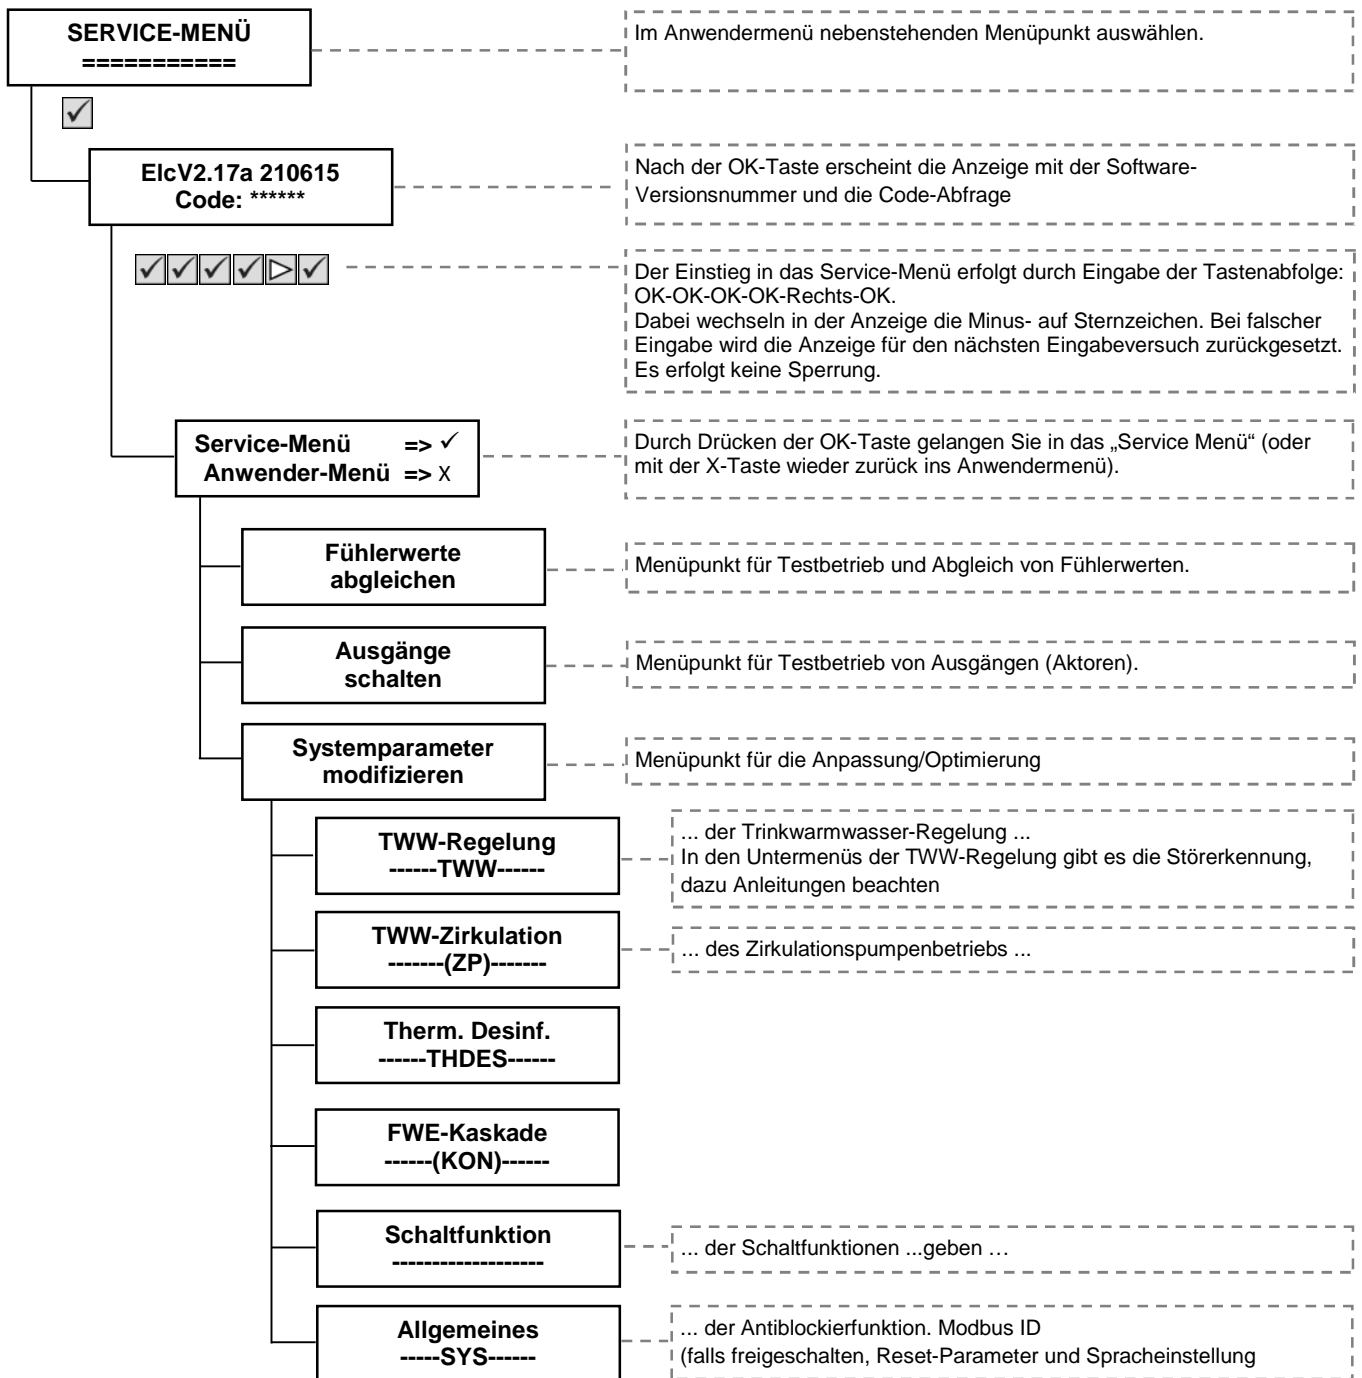 SERVICE-MENÜ
===========
Im Anwendermenü nebenstehenden Menüpunkt auswählen.
ElcV2.17a 210615
Code: ******
Nach der OK-Taste erscheint die Anzeige mit der Software-
Versionsnummer und die Code-Abfrage
Der Einstieg in das Service-Menü erfolgt durch Eingabe der Tastenabfolge:
OK-OK-OK-OK-Rechts-OK.
Dabei wechseln in der Anzeige die Minus- auf Sternzeichen. Bei falscher
Eingabe wird die Anzeige für den nächsten Eingabeversuch zurückgesetzt.
Es erfolgt keine Sperrung.
Service-Menü => ✓
Anwender-Menü => X
Durch Drücken der OK-Taste gelangen Sie in das „Service Menü“ (oder
mit der X-Taste wieder zurück ins Anwendermenü).
Fühlerwerte
abgleichen
Menüpunkt für Testbetrieb und Abgleich von Fühlerwerten.
Ausgänge
schalten
Menüpunkt für Testbetrieb von Ausgängen (Aktoren).
Systemparameter
modifizieren
Menüpunkt für die Anpassung/Optimierung
TWW-Regelung
------TWW------
... der Trinkwarmwasser-Regelung ...
In den Untermenüs der TWW-Regelung gibt es die Störerkennung,
dazu Anleitungen beachten
TWW-Zirkulation
-------(ZP)-------
... des Zirkulationspumpenbetriebs ...
Therm. Desinf.
------THDES------
FWE-Kaskade
------(KON)------
Schaltfunktion
-------------------
... der Schaltfunktionen ...geben …
Allgemeines
-----SYS------
... der Antiblockierfunktion. Modbus ID
(falls freigeschalten, Reset-Parameter und Spracheinstellung